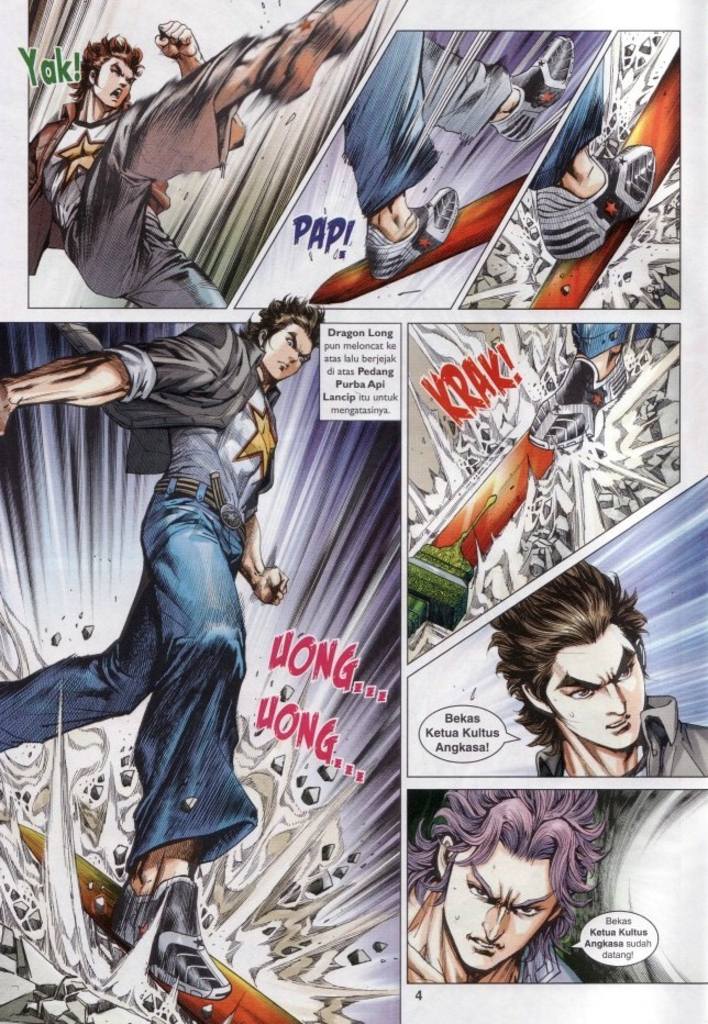 Yak!
PAPI
Dragon Long
pun meloncat ke
atas lalu berjejak
di atas Pedang
Purba Api
Lancip itu untuk
mengatasinya.
KRAK!
UONG...
UONG...
Bekas
Ketua Kultus
Angkasa!
Bekas
Ketua Kultus
Angkasa sudah
datang!
4